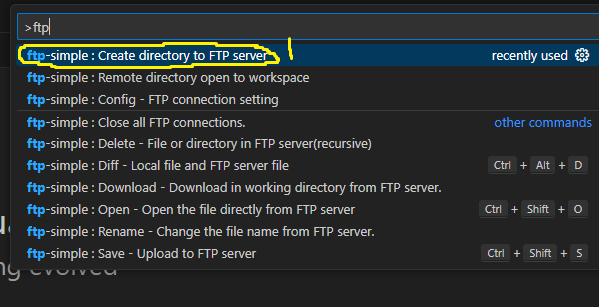 >ftp
ftp-simple : Create directory to FTP server recently used
ftp-simple : Remote directory open to workspace
ftp-simple : Config - FTP connection setting
ftp-simple : Close all FTP connections. other commands
ftp-simple : Delete - File or directory in FTP server(recursive)
ftp-simple : Diff - Local file and FTP server file Ctrl + Alt + D
ftp-simple : Download - Download in working directory from FTP server.
ftp-simple : Open - Open the file directly from FTP server Ctrl + Shift + O
ftp-simple : Rename - Change the file name from FTP server.
ftp-simple : Save - Upload to FTP server Ctrl + Shift + S
ng evolved